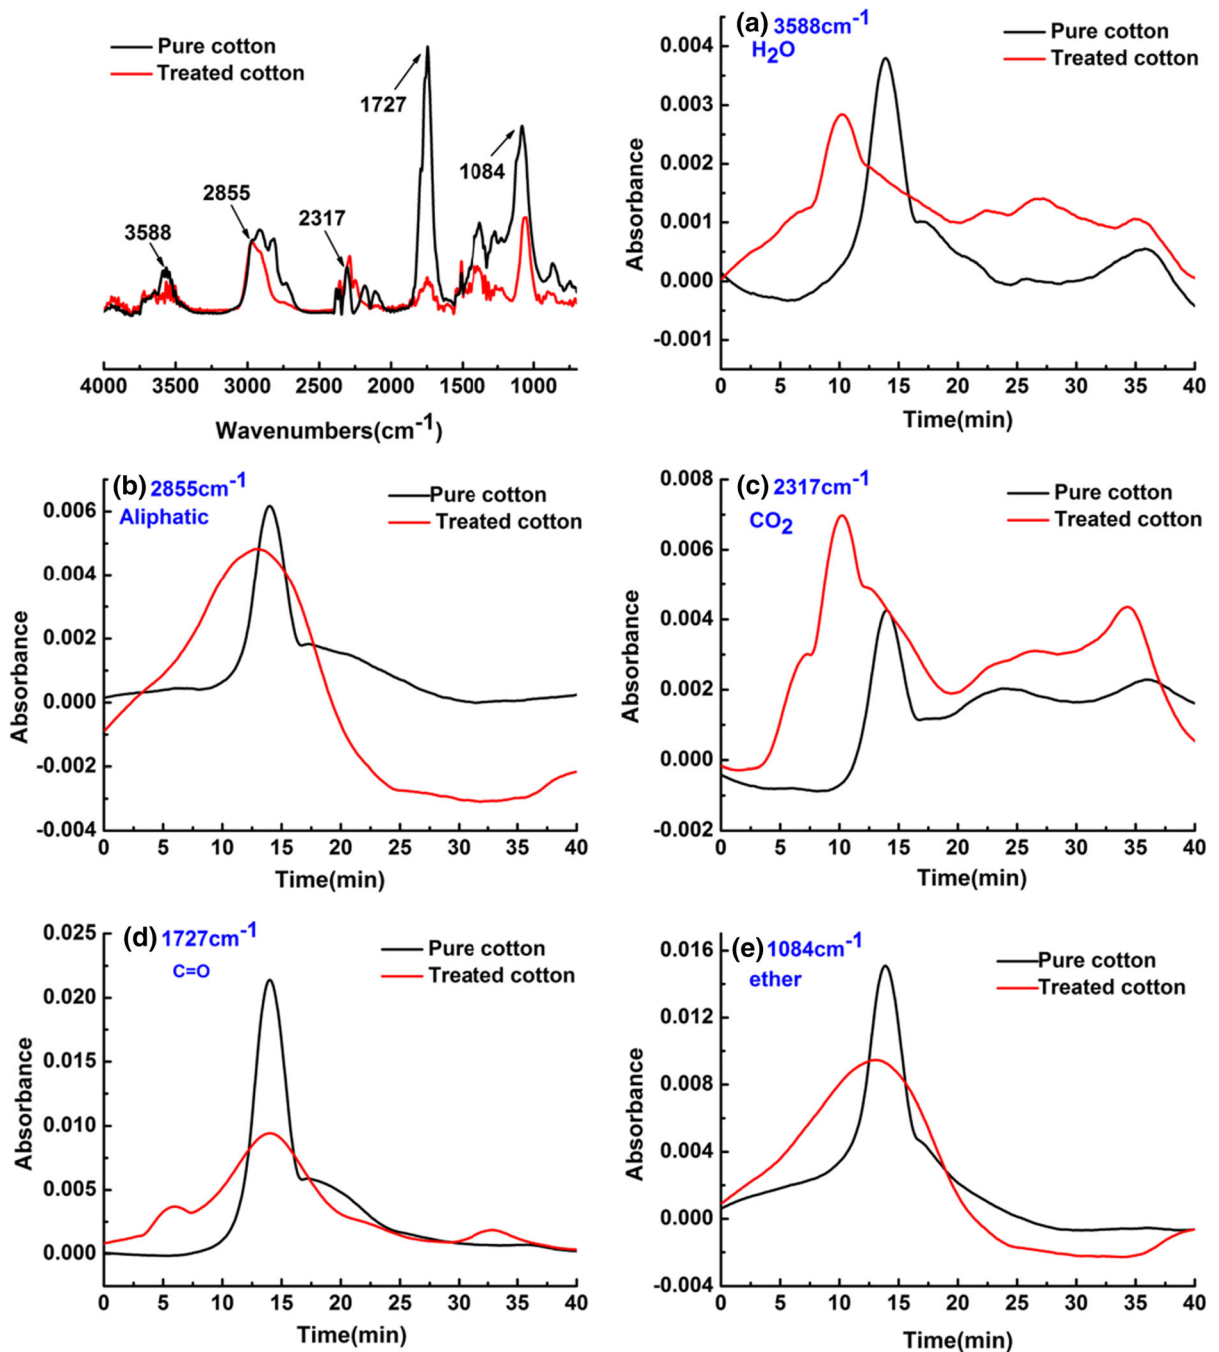 Pure cotton
Treated cotton
1727
1084
2855
2317
3588
4000 3500 3000 2500 2000 1500 1000
Wavenumbers(cm-1)
(a) 3588cm-1
H2O
Pure cotton
Treated cotton
0.004
0.003
0.002
0.001
0.000
-0.001
Absorbance
0 5 10 15 20 25 30 35 40
Time(min)
(b) 2855cm-1
Aliphatic
Pure cotton
Treated cotton
0.006
0.004
0.002
0.000
-0.002
-0.004
Absorbance
0 5 10 15 20 25 30 35 40
Time(min)
(c) 2317cm-1
CO2
Pure cotton
Treated cotton
0.008
0.006
0.004
0.002
0.000
-0.002
Absorbance
0 5 10 15 20 25 30 35 40
Time(min)
(d) 1727cm-1
C=O
Pure cotton
Treated cotton
0.025
0.020
0.015
0.010
0.005
0.000
Absorbance
0 5 10 15 20 25 30 35 40
Time(min)
(e) 1084cm-1
ether
Pure cotton
Treated cotton
0.016
0.012
0.008
0.004
0.000
-0.004
Absorbance
0 5 10 15 20 25 30 35 40
Time(min)